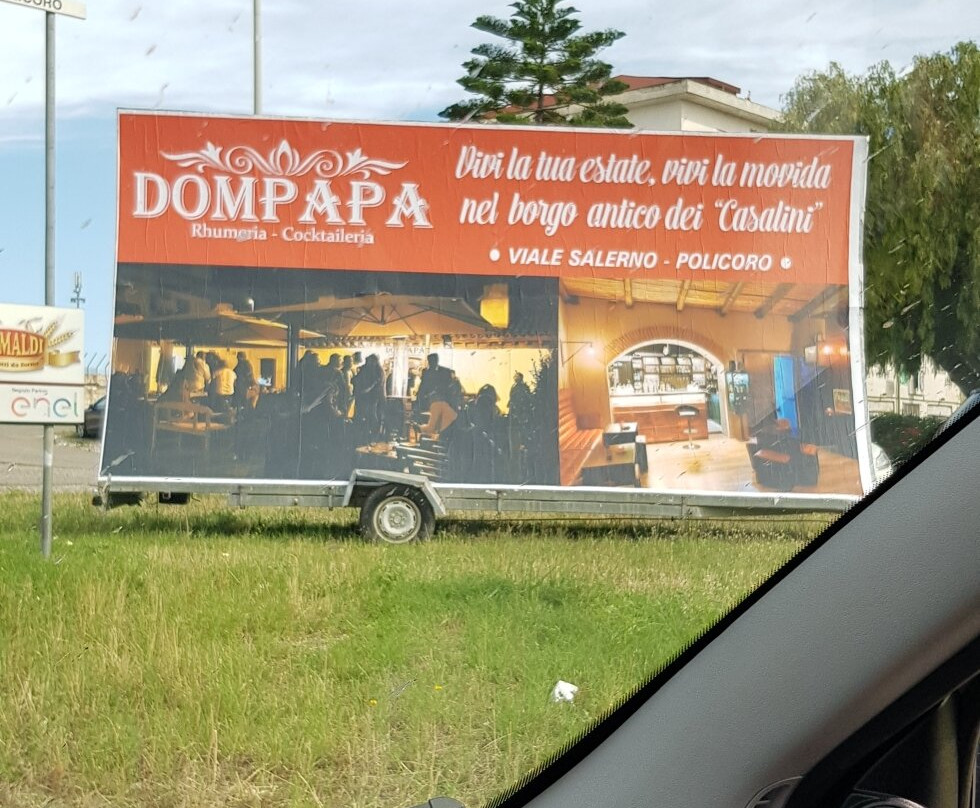 DOMPAPA
Rhumeria - Cocktaileria
Vivi la tua estate, vivi la movida
nel borgo antico dei "Casalini"
• VIALE SALERNO - POLICORO •
MALDI
enel